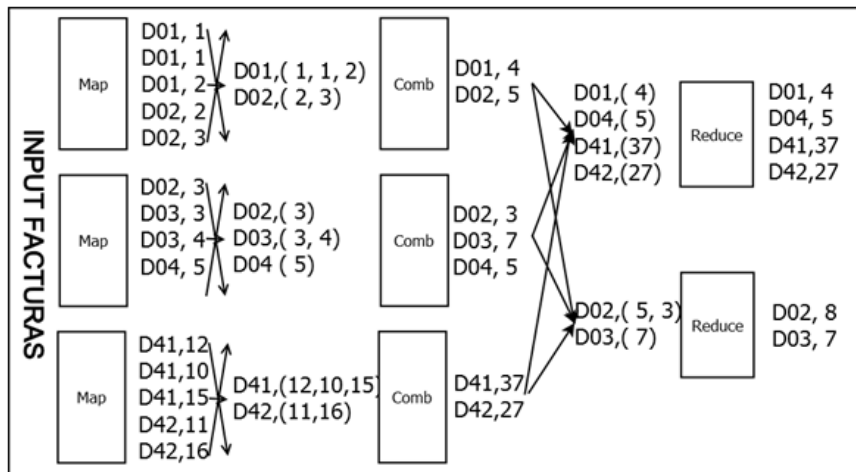 INPUT FACTURAS
Map
D01, 1
D01, 1
D01, 2
D02, 2
D02, 3
D01,( 1, 1, 2)
D02,( 2, 3)
Comb
D01, 4
D02, 5
Map
D02, 3
D03, 3
D03, 4
D04, 5
D02,( 3)
D03,( 3, 4)
D04 ( 5)
Comb
D02, 3
D03, 7
D04, 5
Map
D41,12
D41,10
D41,15
D42,11
D42,16
D41,(12,10,15)
D42,(11,16)
Comb
D41,37
D42,27
D01,( 4)
D04,( 5)
D41,(37)
D42,(27)
Reduce
D01, 4
D04, 5
D41,37
D42,27
D02,( 5, 3)
D03,( 7)
Reduce
D02, 8
D03, 7